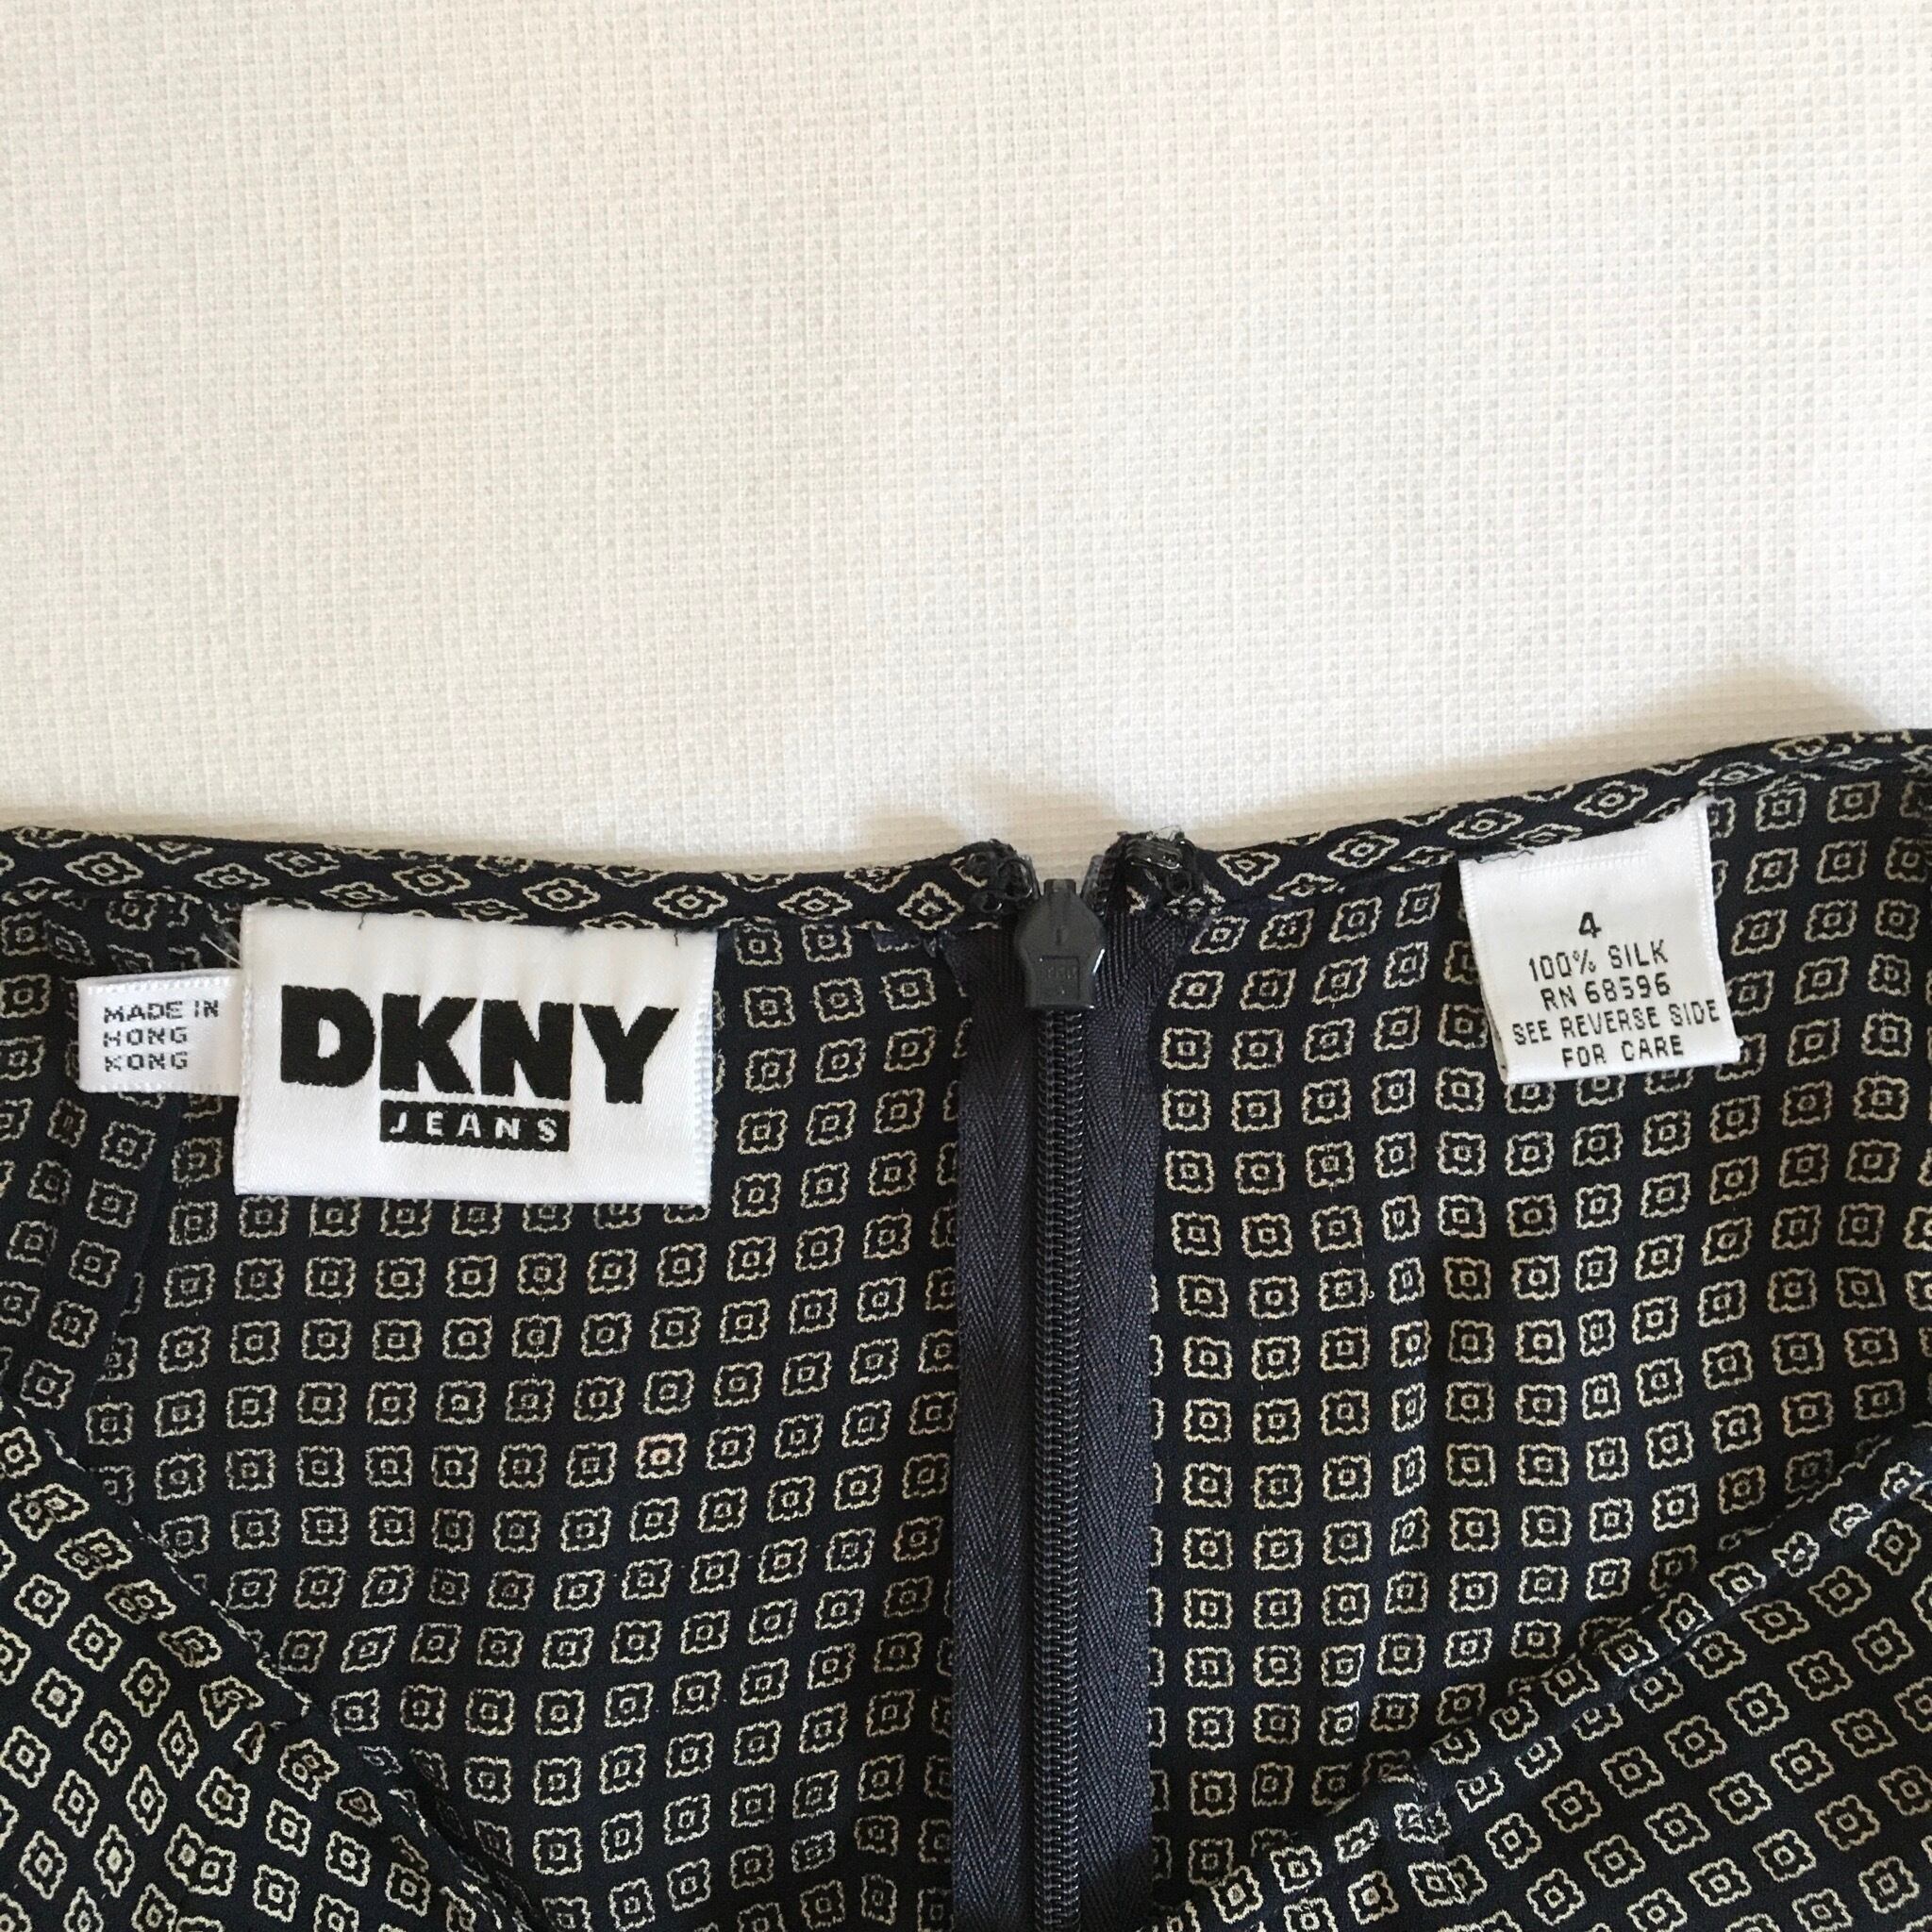 MADE IN
HONG
KONG
DKNY
JEANS
4
100% SILK
RN 68596
SEE REVERSE SIDE
FOR CARE